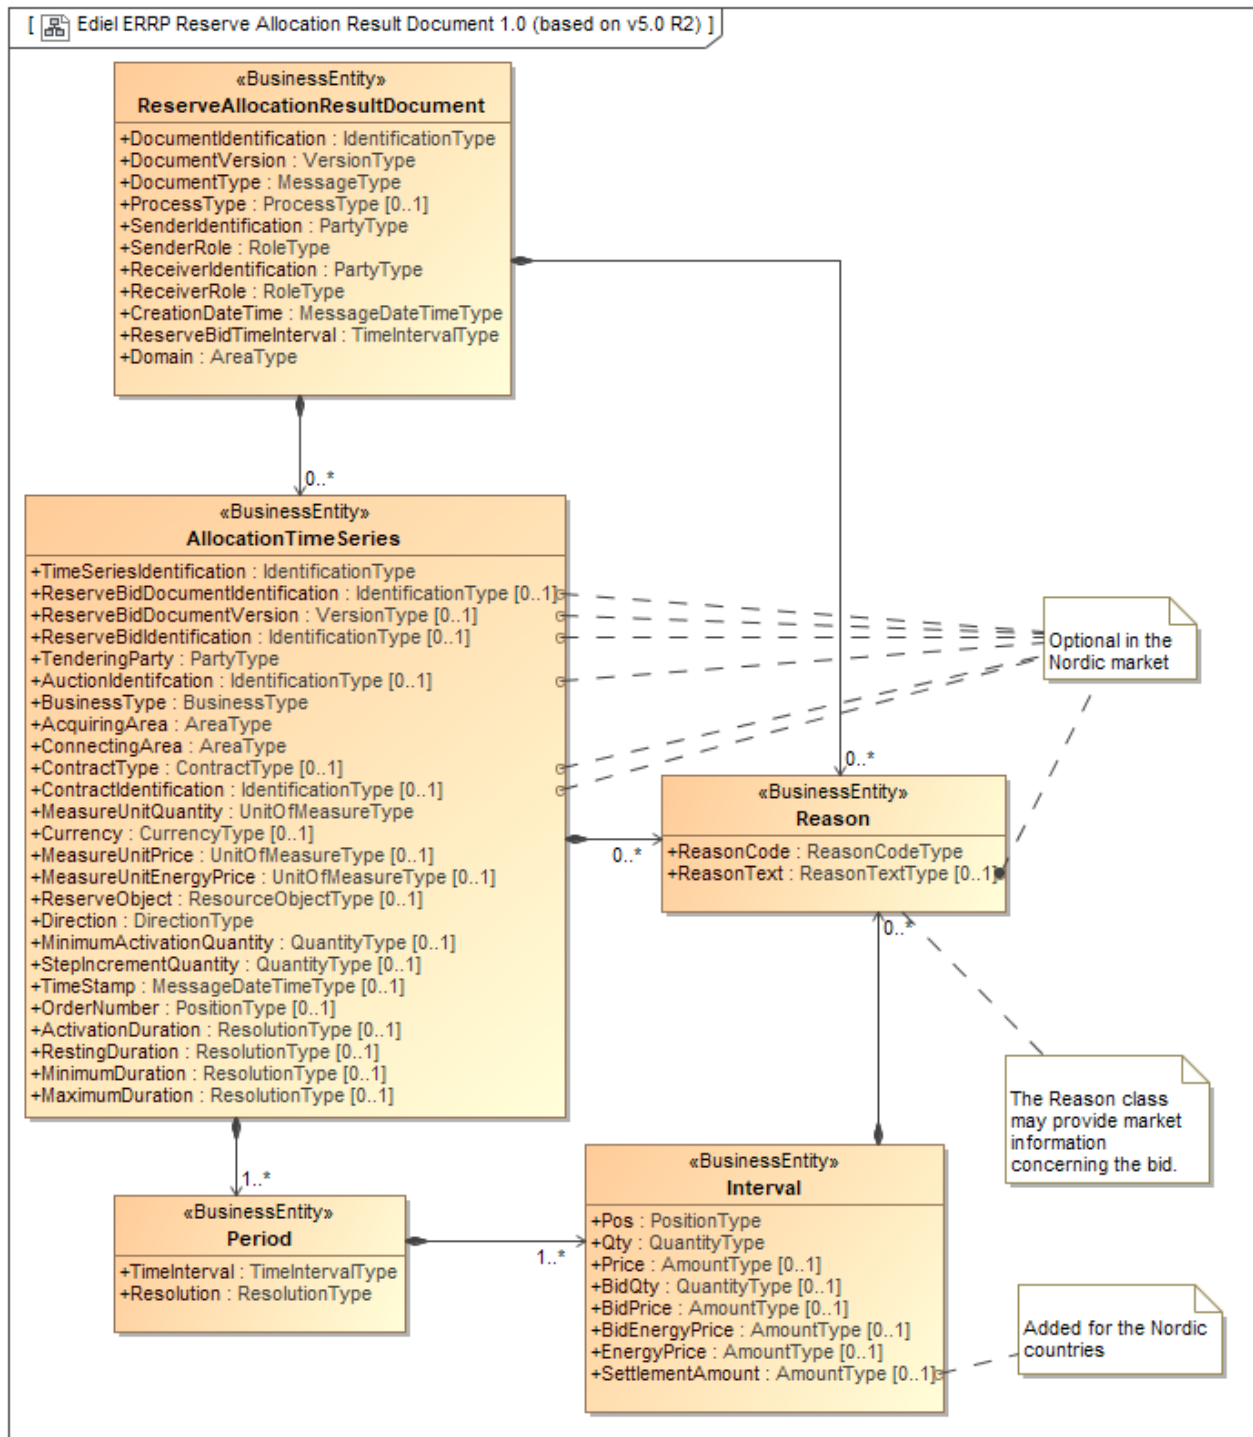 [ Ediel ERRP Reserve Allocation Result Document 1.0 (based on v5.0 R2) ]
«BusinessEntity»
ReserveAllocationResultDocument
+DocumentIdentification : IdentificationType
+DocumentVersion : VersionType
+DocumentType : MessageType
+ProcessType : ProcessType [0..1]
+SenderIdentification : PartyType
+SenderRole : RoleType
+ReceiverIdentification : PartyType
+ReceiverRole : RoleType
+CreationDateTime : MessageDateTimeType
+ReserveBidTimeInterval : TimeIntervalType
+Domain : AreaType
0..*
«BusinessEntity»
AllocationTimeSeries
+TimeSeriesIdentification : IdentificationType
+ReserveBidDocumentIdentification : IdentificationType [0..1]
+ReserveBidDocumentVersion : VersionType [0..1]
+ReserveBidIdentification : IdentificationType [0..1]
+TenderingParty : PartyType
+AuctionIdentifcation : IdentificationType [0..1]
+BusinessType : BusinessType
+AcquiringArea : AreaType
+ConnectingArea : AreaType
+ContractType : ContractType [0..1]
+ContractIdentification : IdentificationType [0..1]
+MeasureUnitQuantity : UnitOfMeasureType
+Currency : CurrencyType [0..1]
+MeasureUnitPrice : UnitOfMeasureType [0..1]
+MeasureUnitEnergyPrice : UnitOfMeasureType [0..1]
+ReserveObject : ResourceObjectType [0..1]
+Direction : DirectionType
+MinimumActivationQuantity : QuantityType [0..1]
+StepIncrementQuantity : QuantityType [0..1]
+TimeStamp : MessageDateTimeType [0..1]
+OrderNumber : PositionType [0..1]
+ActivationDuration : ResolutionType [0..1]
+RestingDuration : ResolutionType [0..1]
+MinimumDuration : ResolutionType [0..1]
+MaximumDuration : ResolutionType [0..1]
Optional in the
Nordic market
0..*
0..*
«BusinessEntity»
Reason
+ReasonCode : ReasonCodeType
+ReasonText : ReasonTextType [0..1]
0..*
The Reason class
may provide market
information
concerning the bid.
1..*
«BusinessEntity»
Period
+TimeInterval : TimeIntervalType
+Resolution : ResolutionType
1..*
«BusinessEntity»
Interval
+Pos : PositionType
+Qty : QuantityType
+Price : AmountType [0..1]
+BidQty : QuantityType [0..1]
+BidPrice : AmountType [0..1]
+BidEnergyPrice : AmountType [0..1]
+EnergyPrice : AmountType [0..1]
+SettlementAmount : AmountType [0..1]
Added for the Nordic
countries